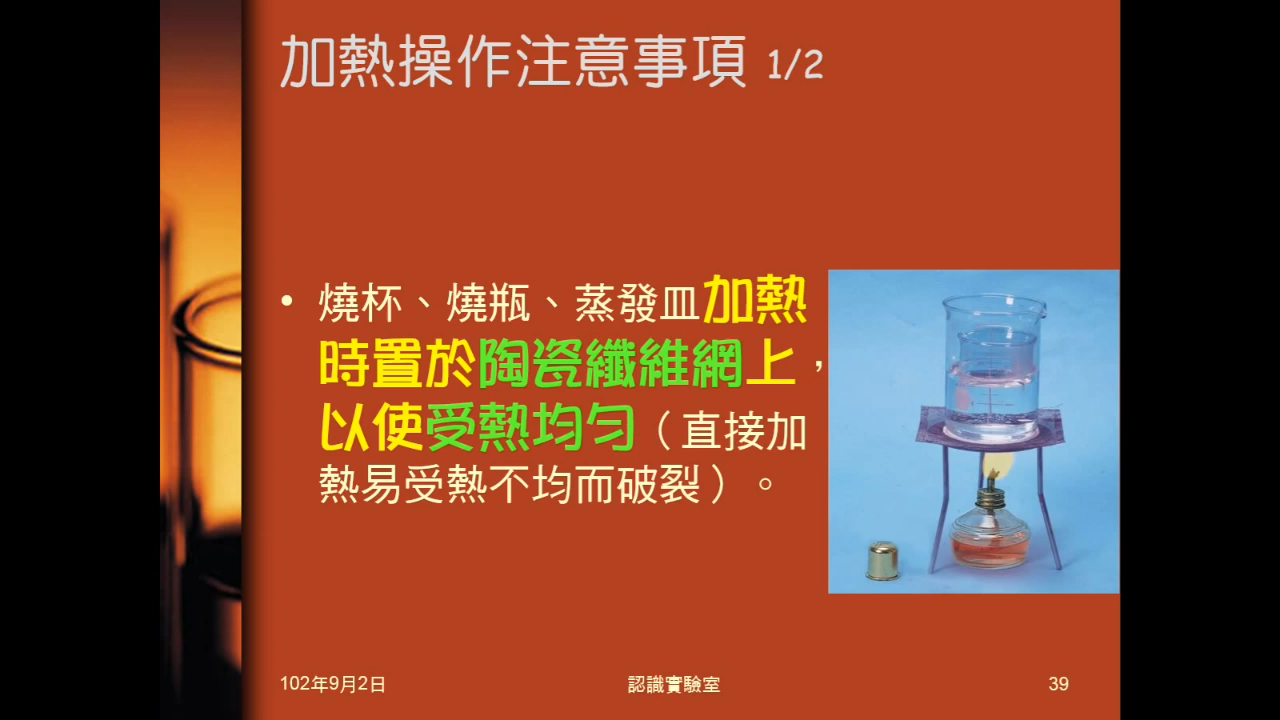 加熱操作注意事項 1/2
• 燒杯、燒瓶、蒸發皿加熱
時置於陶瓷纖維網上，
以使受熱均勻（直接加
熱易受熱不均而破裂）。
102年9月2日
認識實驗室
39